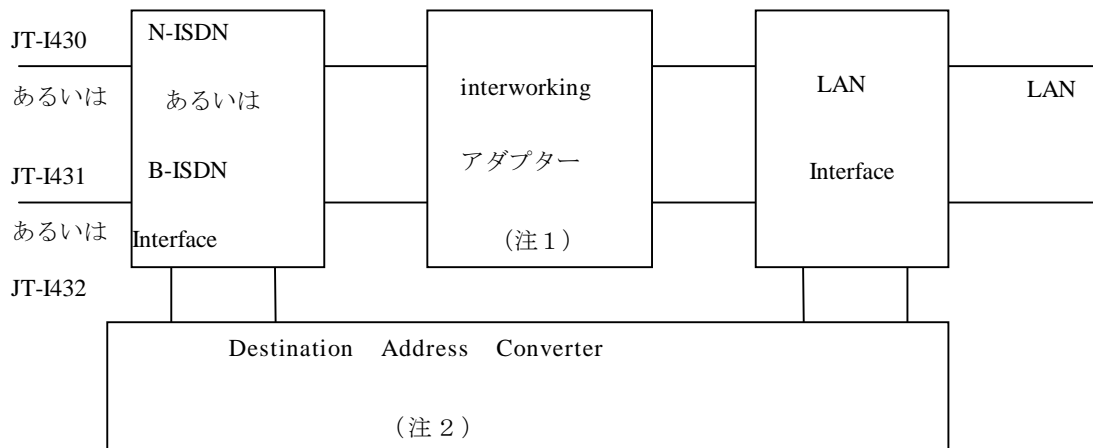 JT-I430
あるいは
JT-I431
あるいは
JT-I432
N-ISDN
あるいは
B-ISDN
Interface
interworking
アダプター
（注１）
LAN
Interface
LAN
Destination Address Converter
（注２）